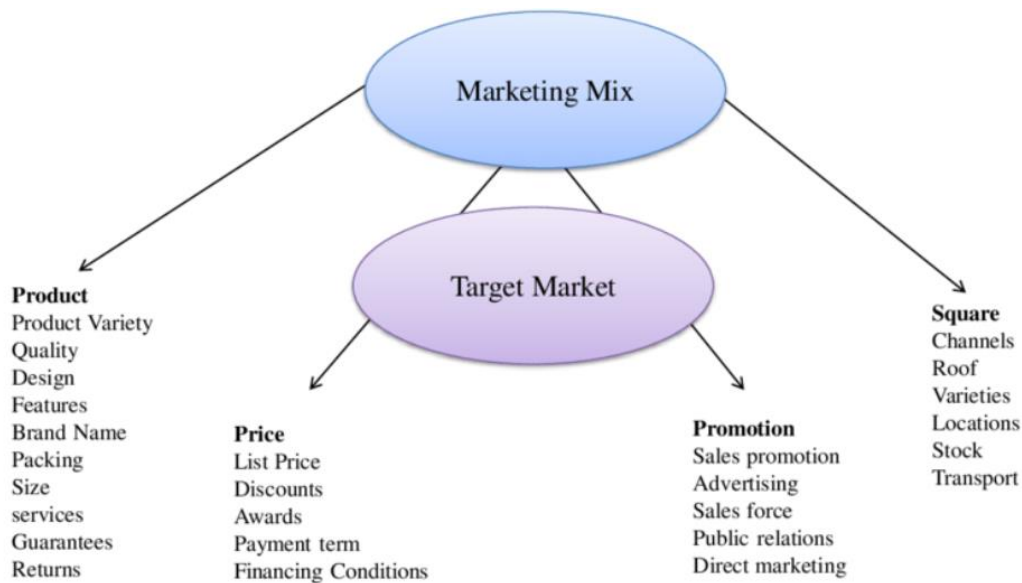 Marketing Mix
Target Market
Product
Product Variety
Quality
Design
Features
Brand Name
Packing
Size
services
Guarantees
Returns
Price
List Price
Discounts
Awards
Payment term
Financing Conditions
Promotion
Sales promotion
Advertising
Sales force
Public relations
Direct marketing
Square
Channels
Roof
Varieties
Locations
Stock
Transport